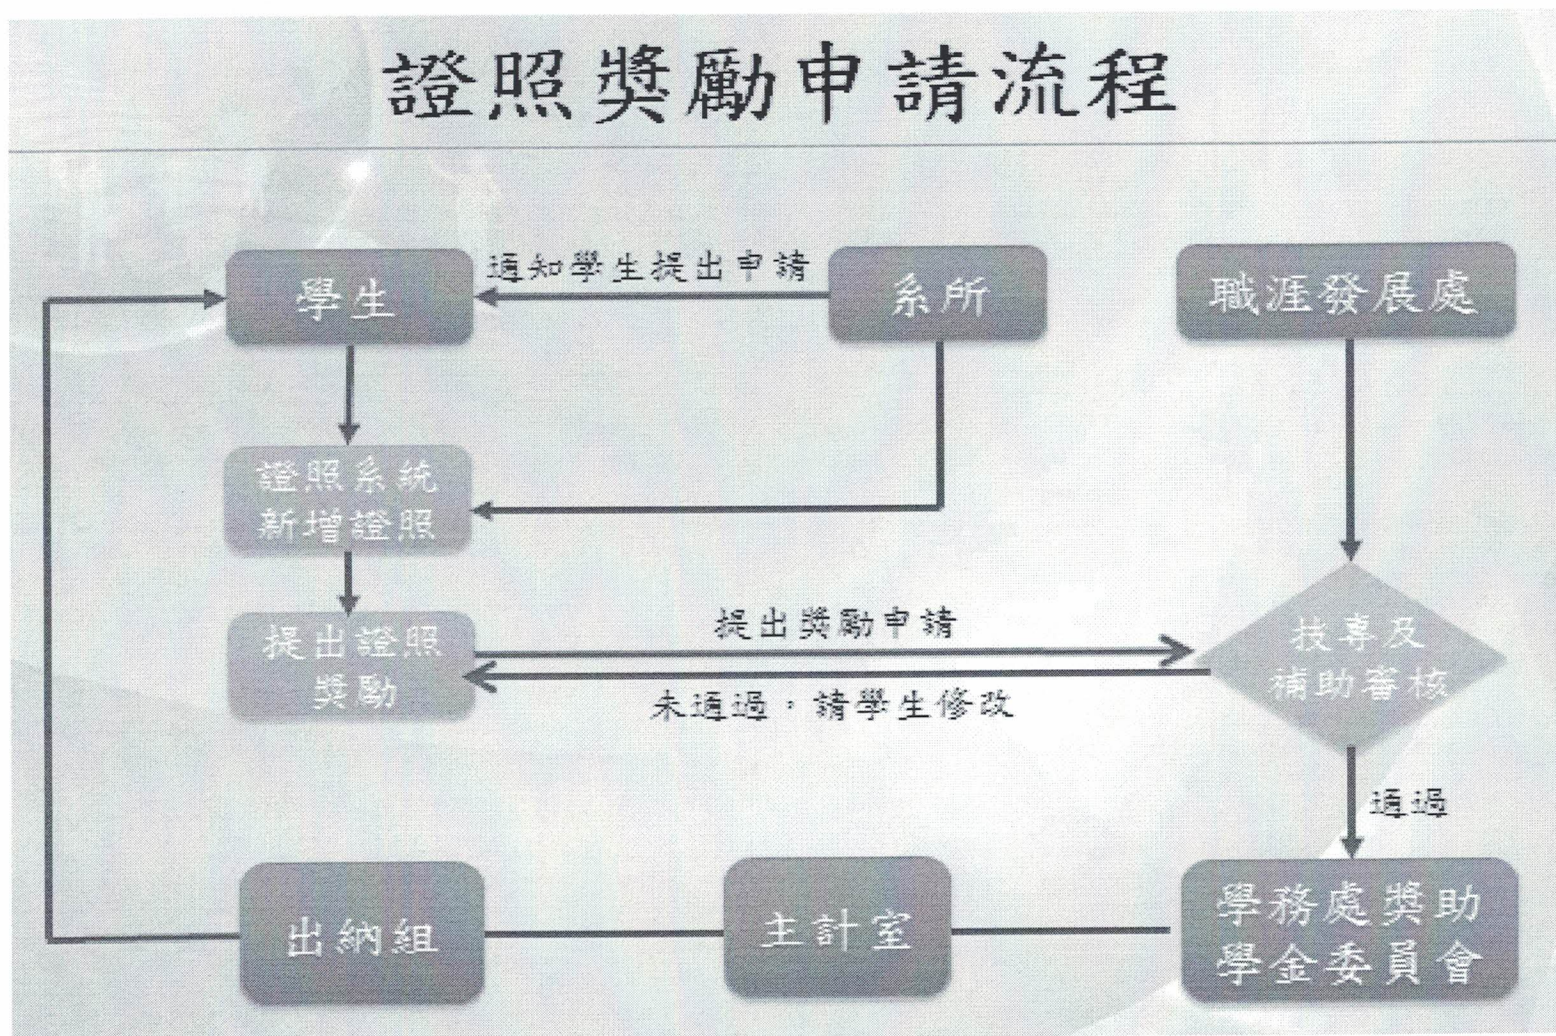 證照獎勵申請流程
學生
通知學生提出申請
系所
職涯發展處
證照系統
新增證照
提出證照
獎勵
提出獎勵申請
未通過，請學生修改
技專及
補助審核
通過
出納組
主計室
學務處獎助
學金委員會